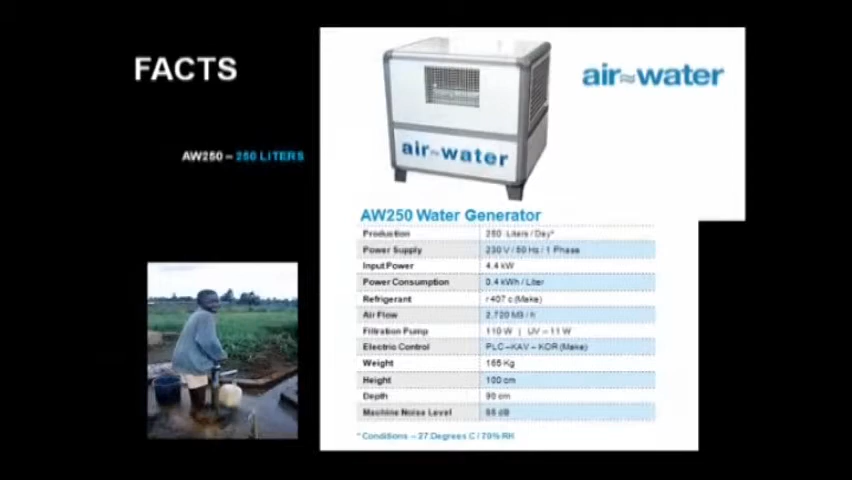 FACTS
air≈water
air≈water
AW250 – 250 LITERS
AW250 Water Generator
Production 250 Liters / Day*
Power Supply 230 V / 50 Hz / 1 Phase
Input Power 4.4 kW
Power Consumption 0.4 kWh / Liter
Refrigerant r 407 c (Make)
Air Flow 2,720 M3 / h
Filtration Pump 110 W | UV – 11 W
Electric Control PLC –KAV – KOR (Make)
Weight 165 Kg
Height 100 cm
Depth 90 cm
Machine Noise Level 65 dB
* Conditions – 27 Degrees C / 70% RH